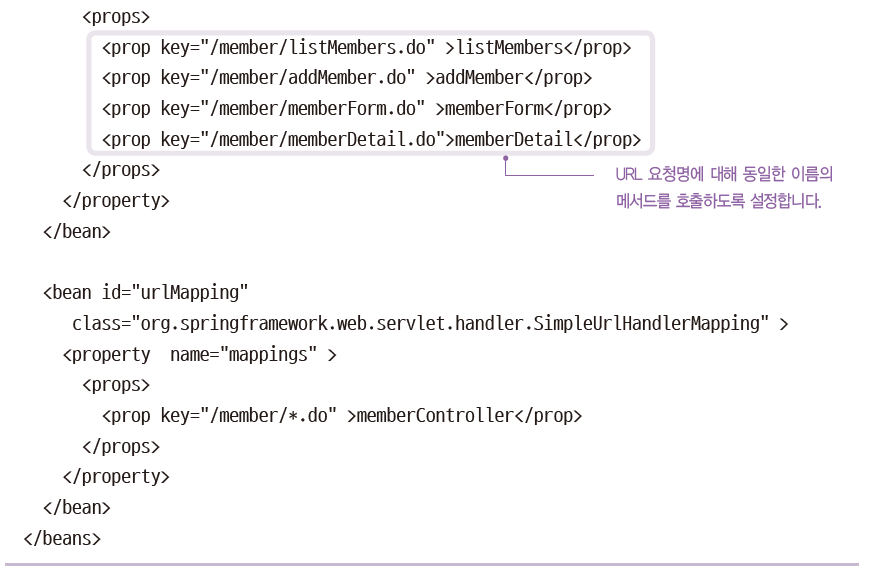 <props>
<prop key="/member/listMembers.do" >listMembers</prop>
<prop key="/member/addMember.do" >addMember</prop>
<prop key="/member/memberForm.do" >memberForm</prop>
<prop key="/member/memberDetail.do">memberDetail</prop>
</props>
URL 요청명에 대해 동일한 이름의
메서드를 호출하도록 설정합니다.
</property>
</bean>
<bean id="urlMapping"
class="org.springframework.web.servlet.handler.SimpleUrlHandlerMapping" >
<property  name="mappings" >
<props>
<prop key="/member/*.do" >memberController</prop>
</props>
</property>
</bean>
</beans>